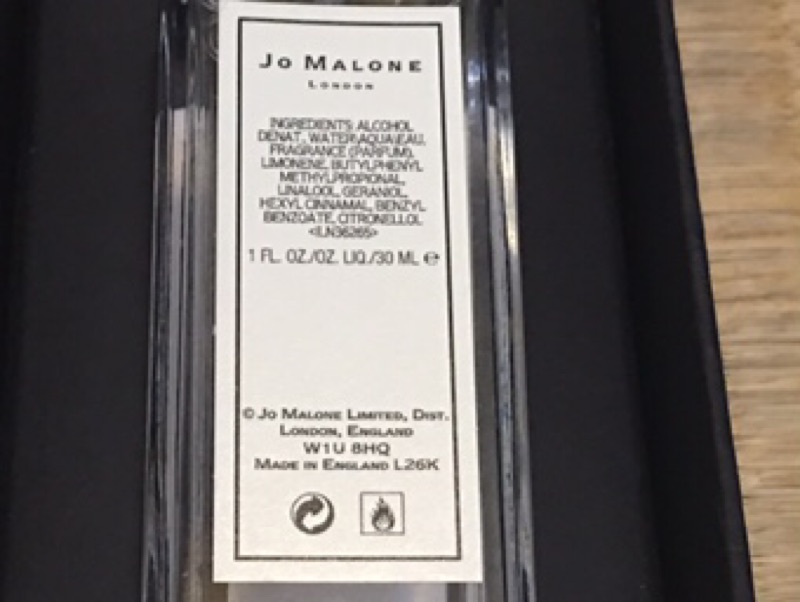 JO MALONE
LONDON
INGREDIENTS: ALCOHOL
DENAT., WATER\AQUA\EAU,
FRAGRANCE (PARFUM),
LIMONENE, BUTYLPHENYL
METHYLPROPIONAL,
LINALOOL, GERANIOL,
HEXYL CINNAMAL, BENZYL
BENZOATE, CITRONELLOL
<ILN36265>
1 FL. OZ./OZ. LIQ./30 ML ℮
© JO MALONE LIMITED, DIST.
LONDON, ENGLAND
W1U 8HQ
MADE IN ENGLAND L26K